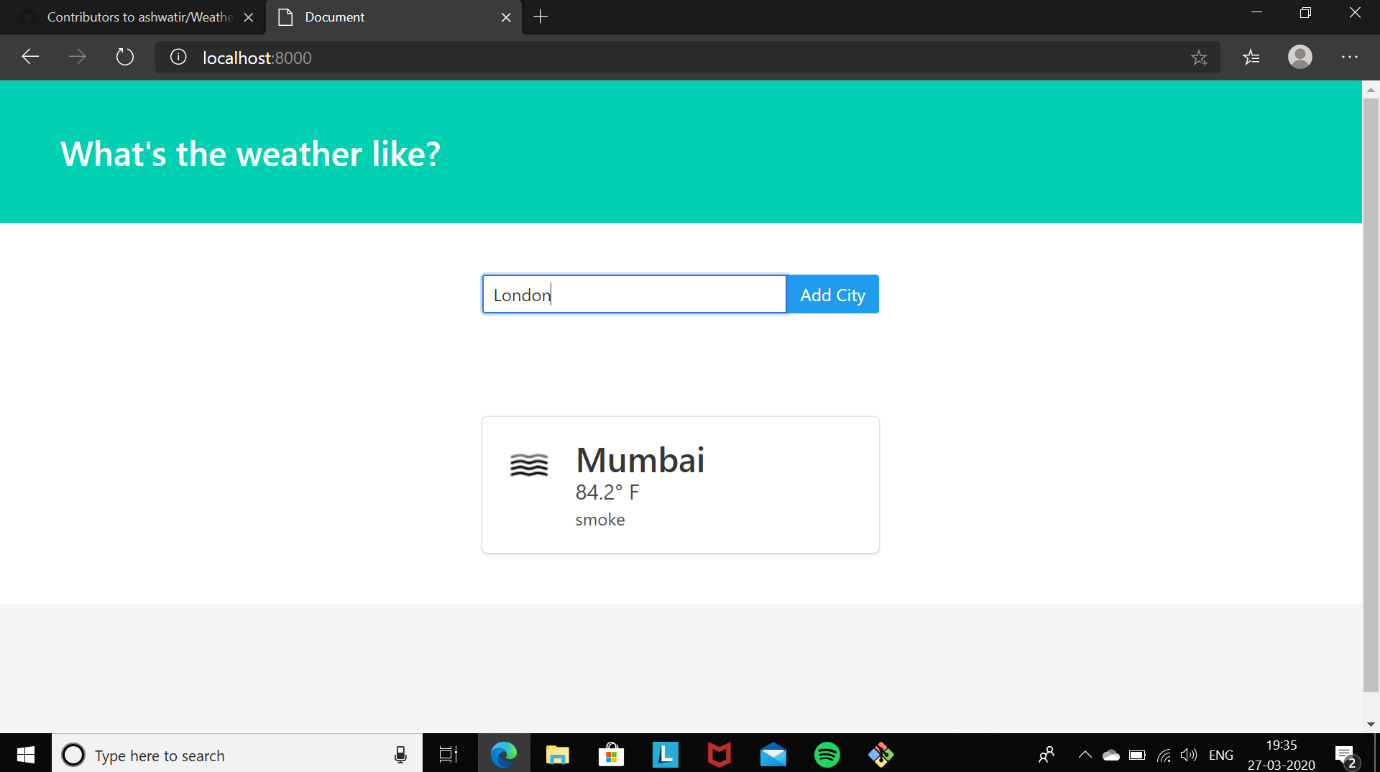 Contributors to ashwatir/Weathe
Document
localhost:8000
What's the weather like?
London
Add City
Mumbai
84.2° F
smoke
Type here to search
ENG
19:35
27-03-2020
2